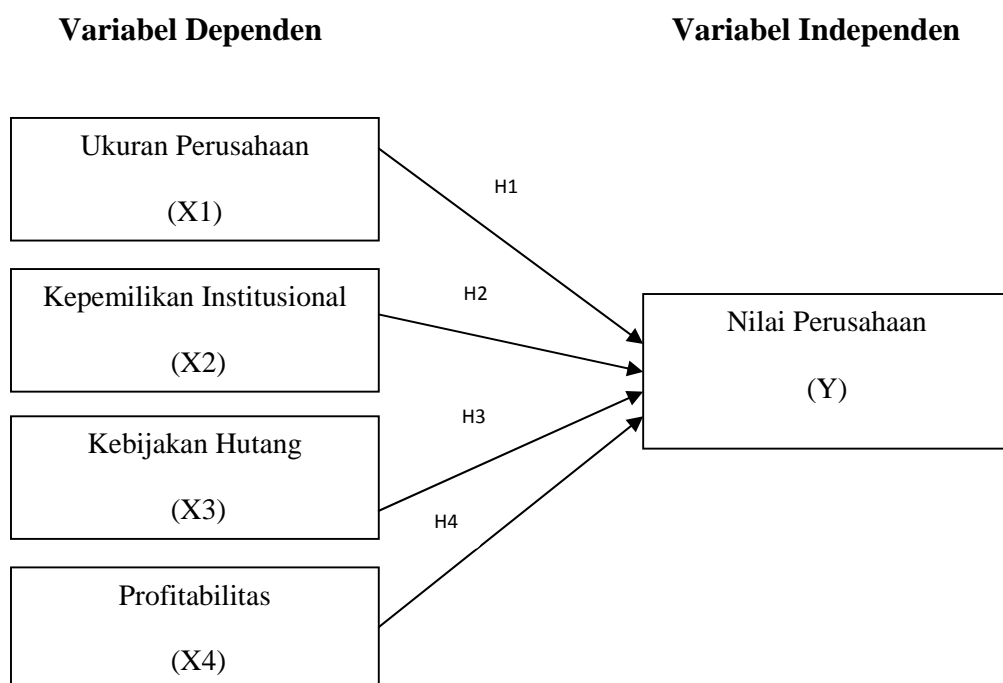 Variabel Dependen
Variabel Independen
Ukuran Perusahaan
(X1)
H1
Kepemilikan Institusional
(X2)
H2
Nilai Perusahaan
(Y)
Kebijakan Hutang
(X3)
H3
H4
Profitabilitas
(X4)